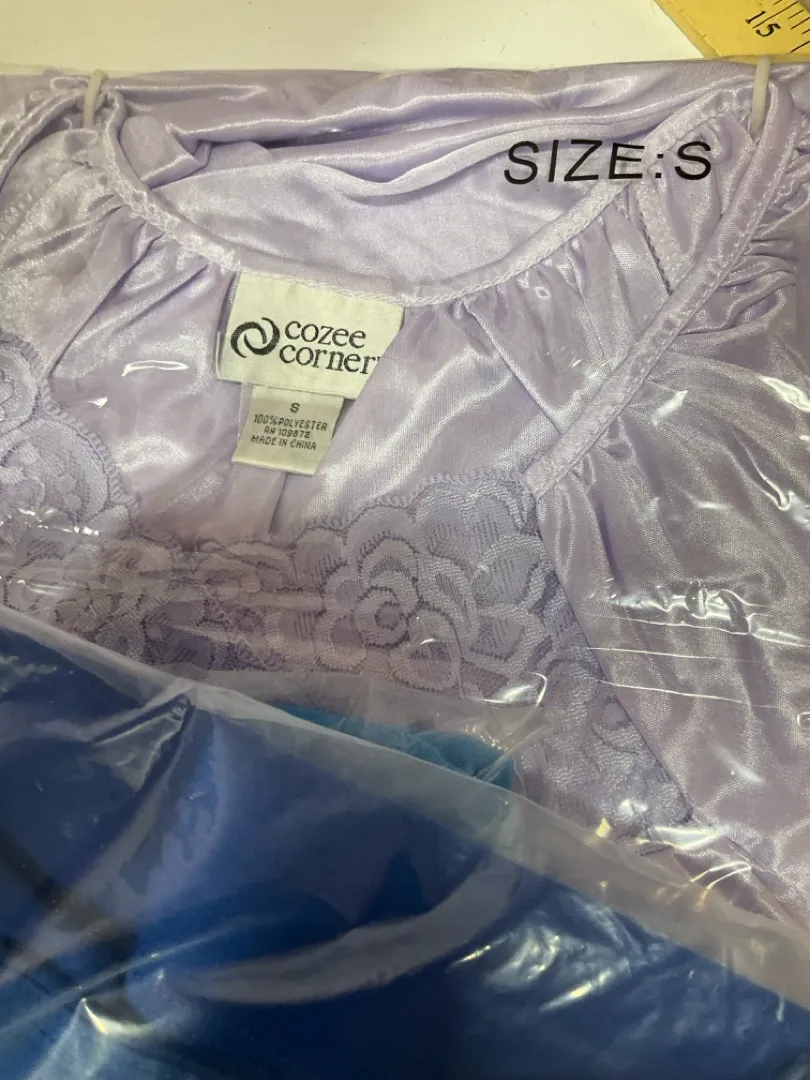 15
SIZE:S
cozee
corner
S
100% POLYESTER
RN 109872
MADE IN CHINA